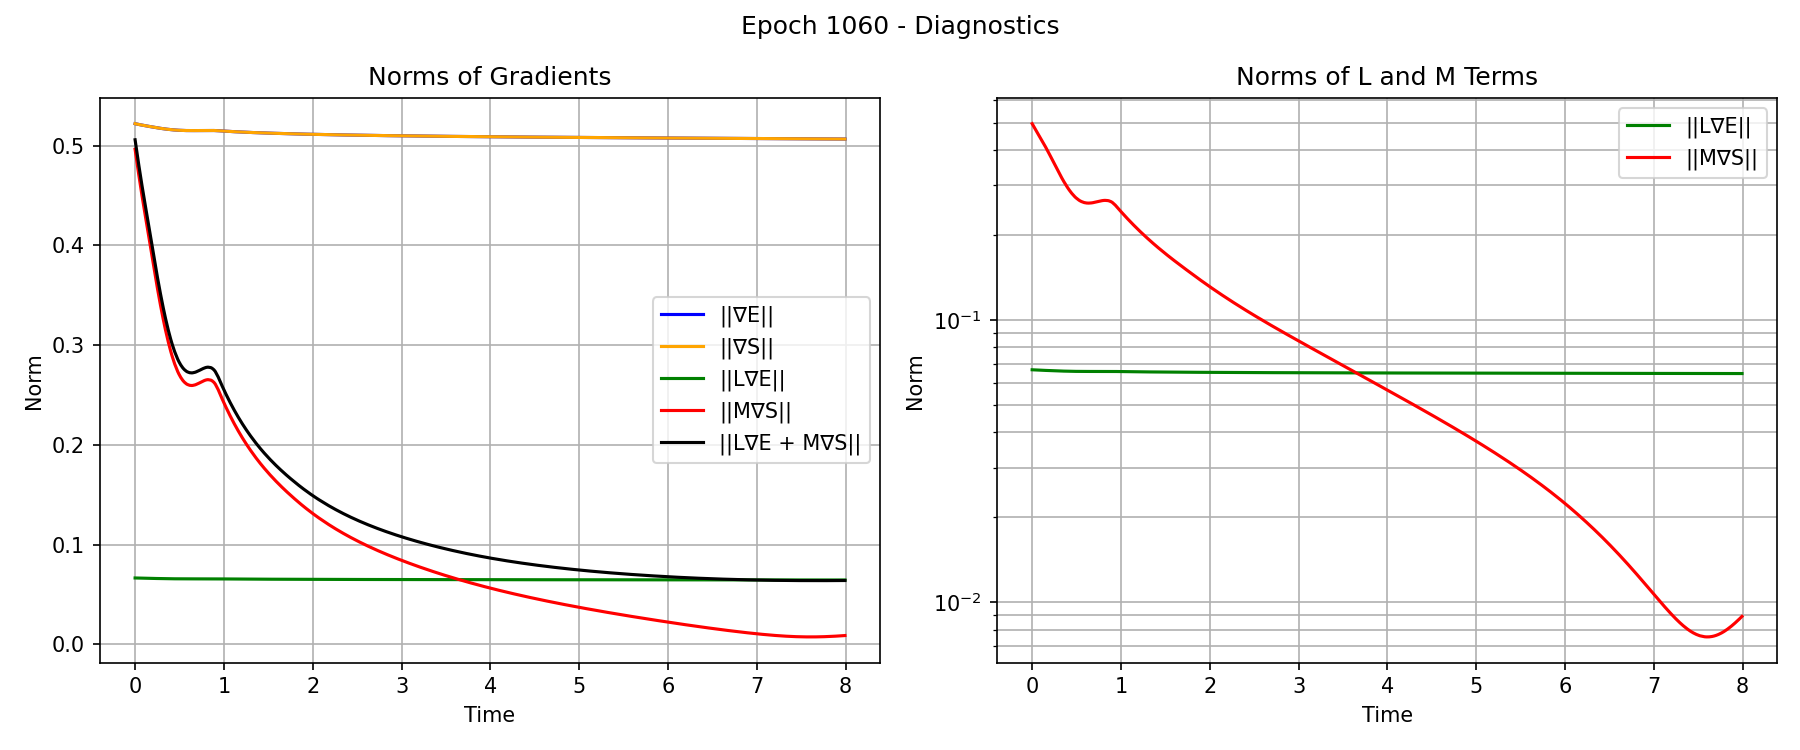 Epoch 1060 - Diagnostics
Norms of Gradients
Norm
0.5
0.4
0.3
0.2
0.1
0.0
||∇E||
||∇S||
||L∇E||
||M∇S||
||L∇E + M∇S||
0 1 2 3 4 5 6 7 8
Time
Norms of L and M Terms
Norm
10⁻¹
10⁻²
||L∇E||
||M∇S||
0 1 2 3 4 5 6 7 8
Time